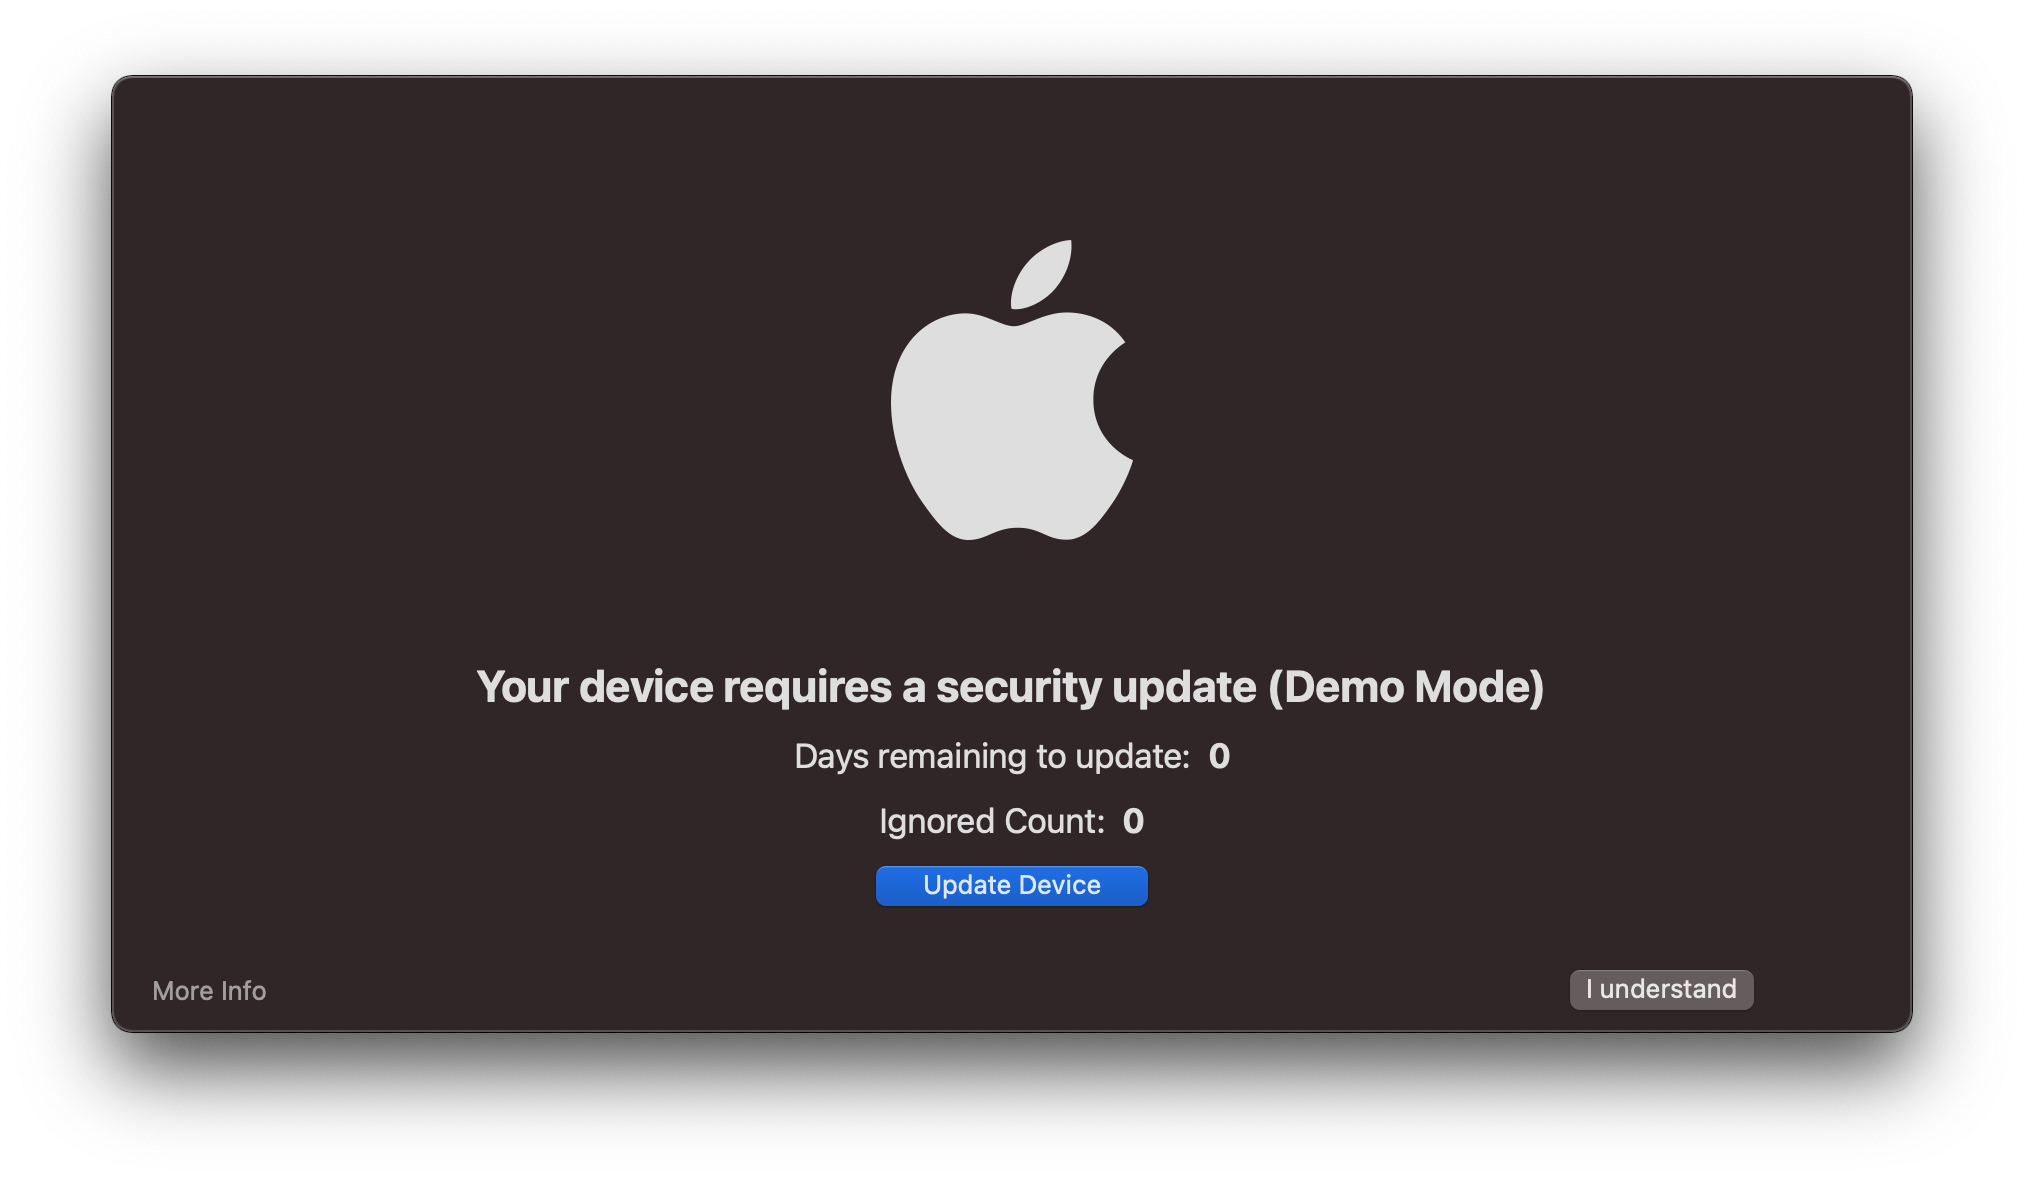 Your device requires a security update (Demo Mode)
Days remaining to update: 0
Ignored Count: 0
Update Device
More Info
I understand